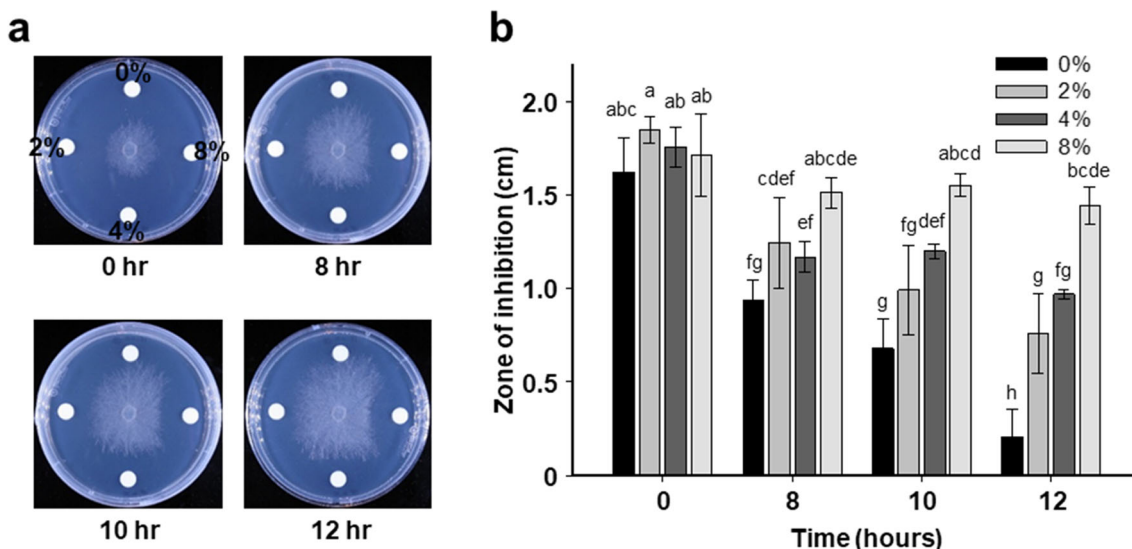 a
0%
2%
8%
4%
0 hr
8 hr
10 hr
12 hr
b
Zone of inhibition (cm)
2.0
1.5
1.0
0.5
0
0%
2%
4%
8%
abc
a
ab
ab
fg
cdef
ef
abcde
g
fg
def
abcd
h
g
fg
bcde
0
8
10
12
Time (hours)